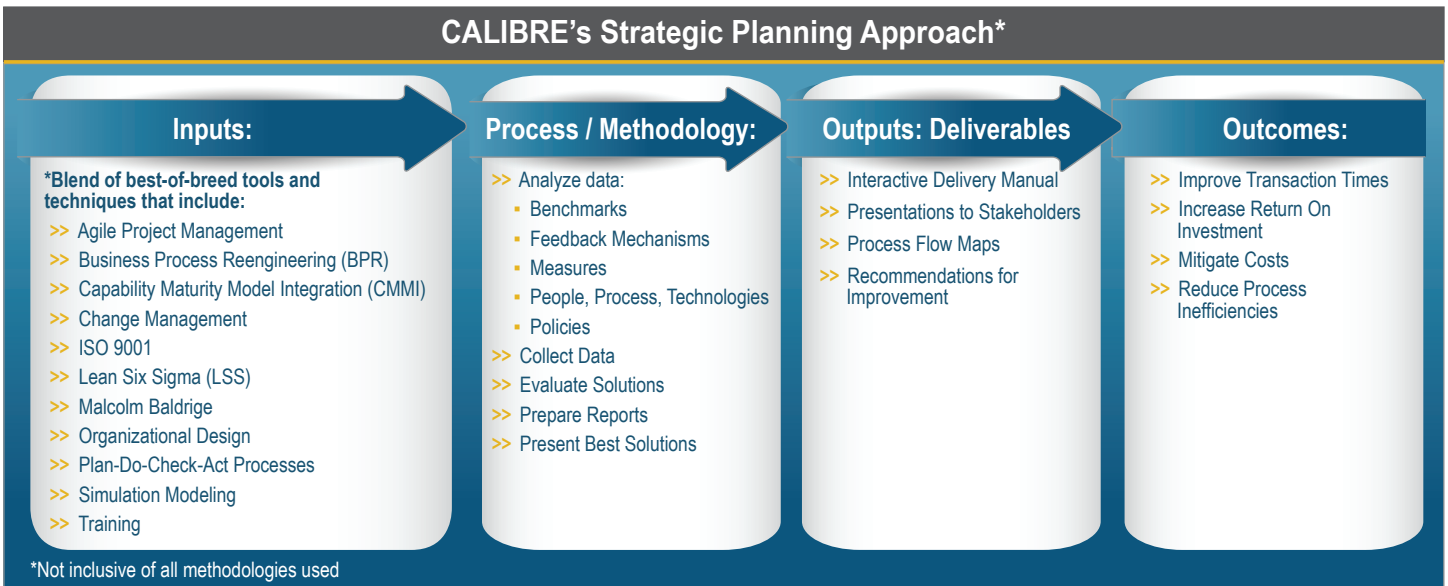 CALIBRE's Strategic Planning Approach*
Inputs:
*Blend of best-of-breed tools and
techniques that include:
>> Agile Project Management
>> Business Process Reengineering (BPR)
>> Capability Maturity Model Integration (CMMI)
>> Change Management
>> ISO 9001
>> Lean Six Sigma (LSS)
>> Malcolm Baldrige
>> Organizational Design
>> Plan-Do-Check-Act Processes
>> Simulation Modeling
>> Training
Process / Methodology:
>> Analyze data:
▪ Benchmarks
▪ Feedback Mechanisms
▪ Measures
▪ People, Process, Technologies
▪ Policies
>> Collect Data
>> Evaluate Solutions
>> Prepare Reports
>> Present Best Solutions
Outputs: Deliverables
>> Interactive Delivery Manual
>> Presentations to Stakeholders
>> Process Flow Maps
>> Recommendations for
Improvement
Outcomes:
>> Improve Transaction Times
>> Increase Return On
Investment
>> Mitigate Costs
>> Reduce Process
Inefficiencies
*Not inclusive of all methodologies used